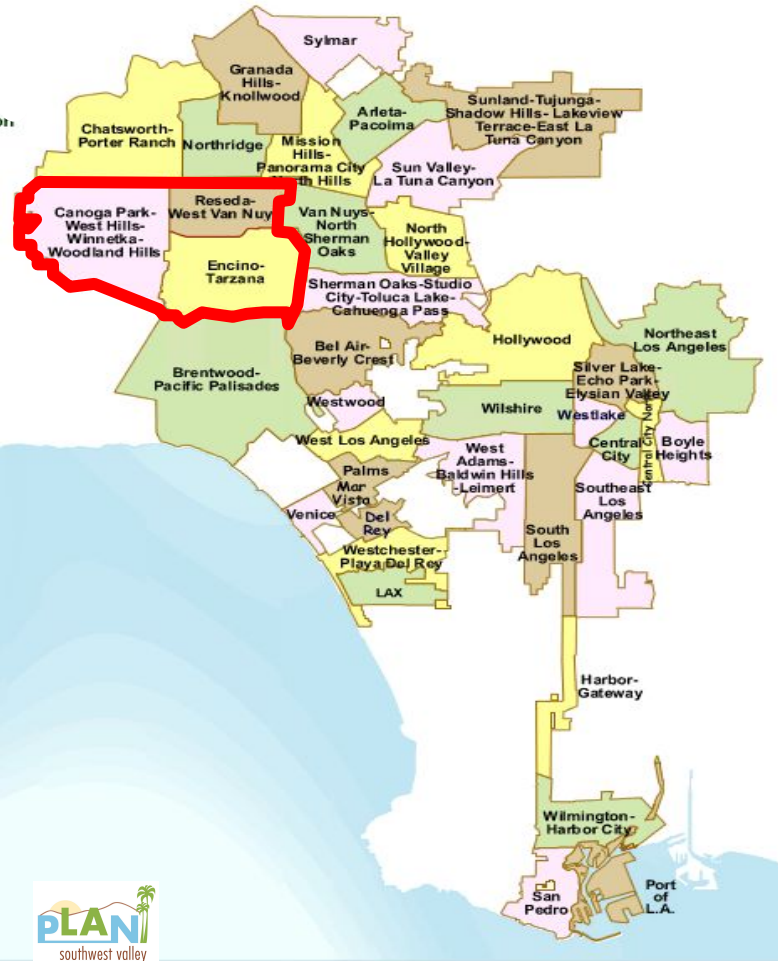 Sylmar
Granada
Hills-
Knollwood
Sunland-Tujunga-
Shadow Hills- Lakeview
Terrace-East La
Tuna Canyon
Arleta-
Pacoima
Chatsworth-
Porter Ranch
Northridge
Mission
Hills-
Panorama City
North Hills
Sun Valley-
La Tuna Canyon
Reseda-
West Van Nuy
Canoga Park-
West Hills-
Winnetka-
Woodland Hills
Van Nuys-
North
Sherman
Oaks
North
Hollywood-
Valley
Village
Encino-
Tarzana
Sherman Oaks-Studio
City-Toluca Lake-
Cahuenga Pass
Hollywood
Northeast
Los Angeles
Bel Air-
Beverly Crest
Brentwood-
Pacific Palisades
Silver Lake-
Echo Park-
Elysian Valley
Westwood
Wilshire
Westlake
Central City Nor
West Los Angeles
Central
City
Boyle
Heights
West
Adams-
Baldwin Hills
-Leimert
Palms
Mar
Vista
Southeast
Los
Angeles
Venice
Del
Rey
South
Los
Angeles
Westchester-
Playa Del Rey
LAX
Harbor-
Gateway
Wilmington-
Harbor City
San
Pedro
Port
of
L.A.
PLAN
southwest valley